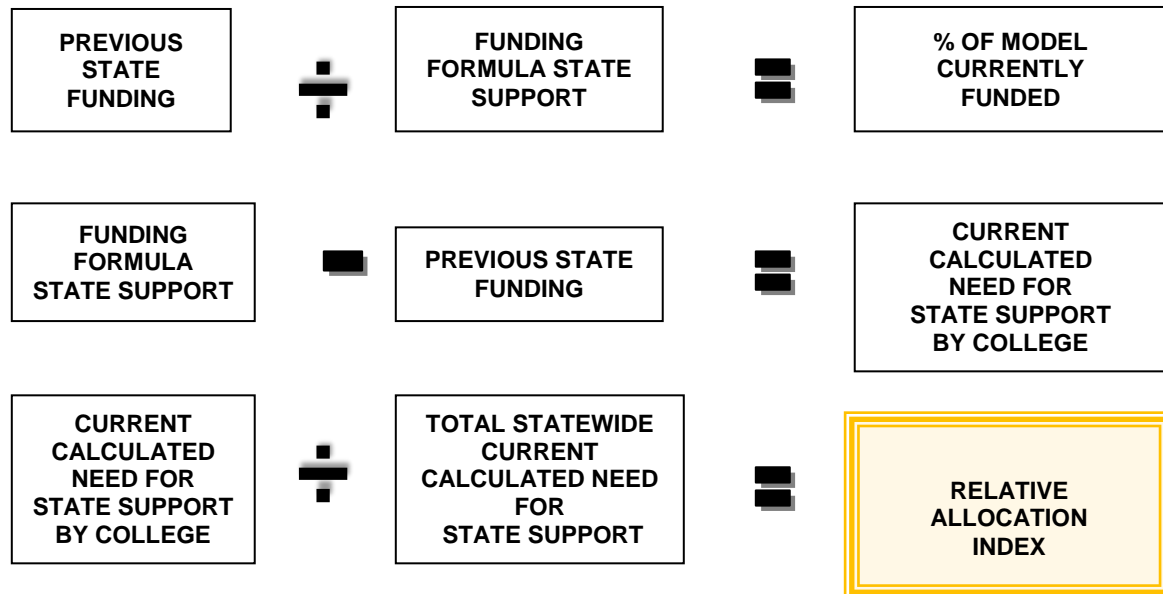 PREVIOUS
STATE
FUNDING
÷
FUNDING
FORMULA STATE
SUPPORT
=
% OF MODEL
CURRENTLY
FUNDED
FUNDING
FORMULA
STATE SUPPORT
-
PREVIOUS STATE
FUNDING
=
CURRENT
CALCULATED
NEED FOR
STATE SUPPORT
BY COLLEGE
CURRENT
CALCULATED
NEED FOR
STATE SUPPORT
BY COLLEGE
÷
TOTAL STATEWIDE
CURRENT
CALCULATED NEED
FOR
STATE SUPPORT
=
RELATIVE
ALLOCATION
INDEX